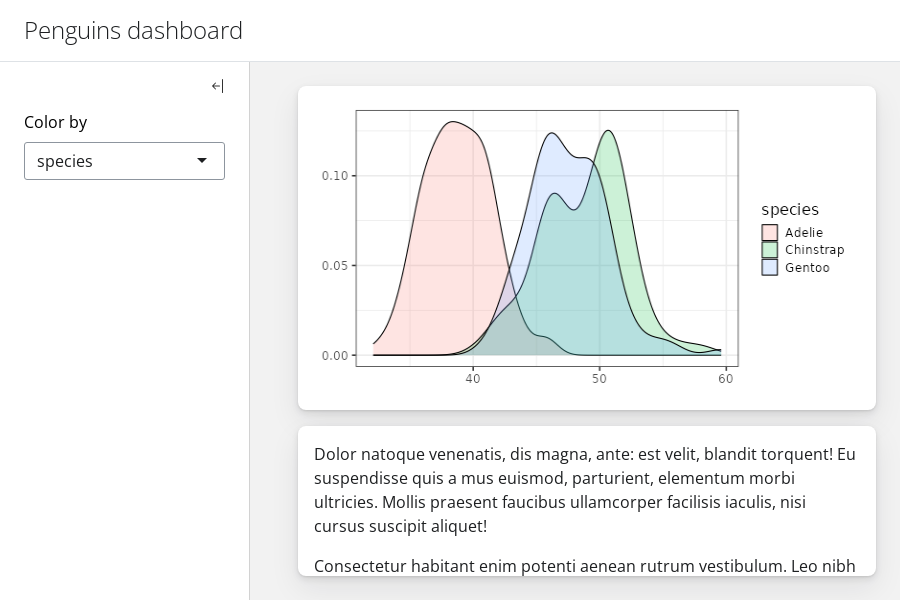 Penguins dashboard
Color by
species
0.10
0.05
0.00
40 50 60
species
Adelie
Chinstrap
Gentoo
Dolor natoque venenatis, dis magna, ante: est velit, blandit torquent! Eu
suspendisse quis a mus euismod, parturient, elementum morbi
ultricies. Mollis praesent faucibus ullamcorper facilisis iaculis, nisi
cursus suscipit aliquet!
Consectetur habitant enim potenti aenean rutrum vestibulum. Leo nibh